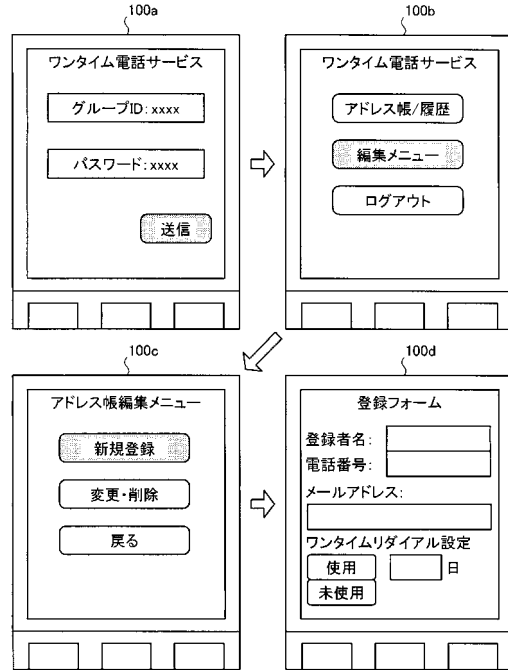 100a
ワンタイム電話サービス
グループID:xxxx
パスワード:xxxx
送信
100b
ワンタイム電話サービス
アドレス帳/履歴
編集メニュー
ログアウト
100c
アドレス帳編集メニュー
新規登録
変更・削除
戻る
100d
登録フォーム
登録者名:
電話番号:
メールアドレス:
ワンタイムリダイアル設定
使用 日
未使用